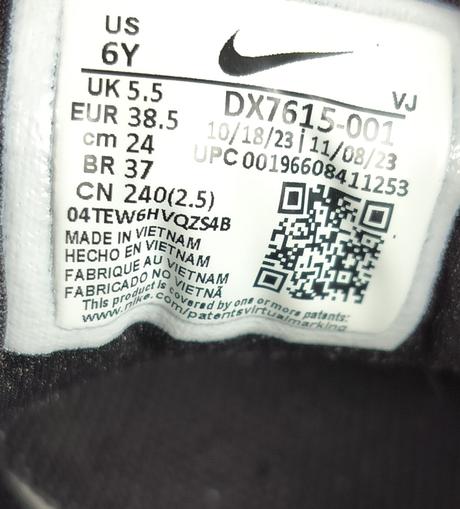 US
6Y
UK 5.5
EUR 38.5
cm 24
BR 37
CN 240(2.5)
04TEW6HVQZS4B
MADE IN VIETNAM
HECHO EN VIETNAM
FABRIQUE AU VIETNAM
FABRICADO NO VIETNÃ
This product is covered by one or more patents:
www.nike.com/patentsvirtualmarking
VJ
DX7615-001
10/18/23 | 11/08/23
UPC 00196608411253